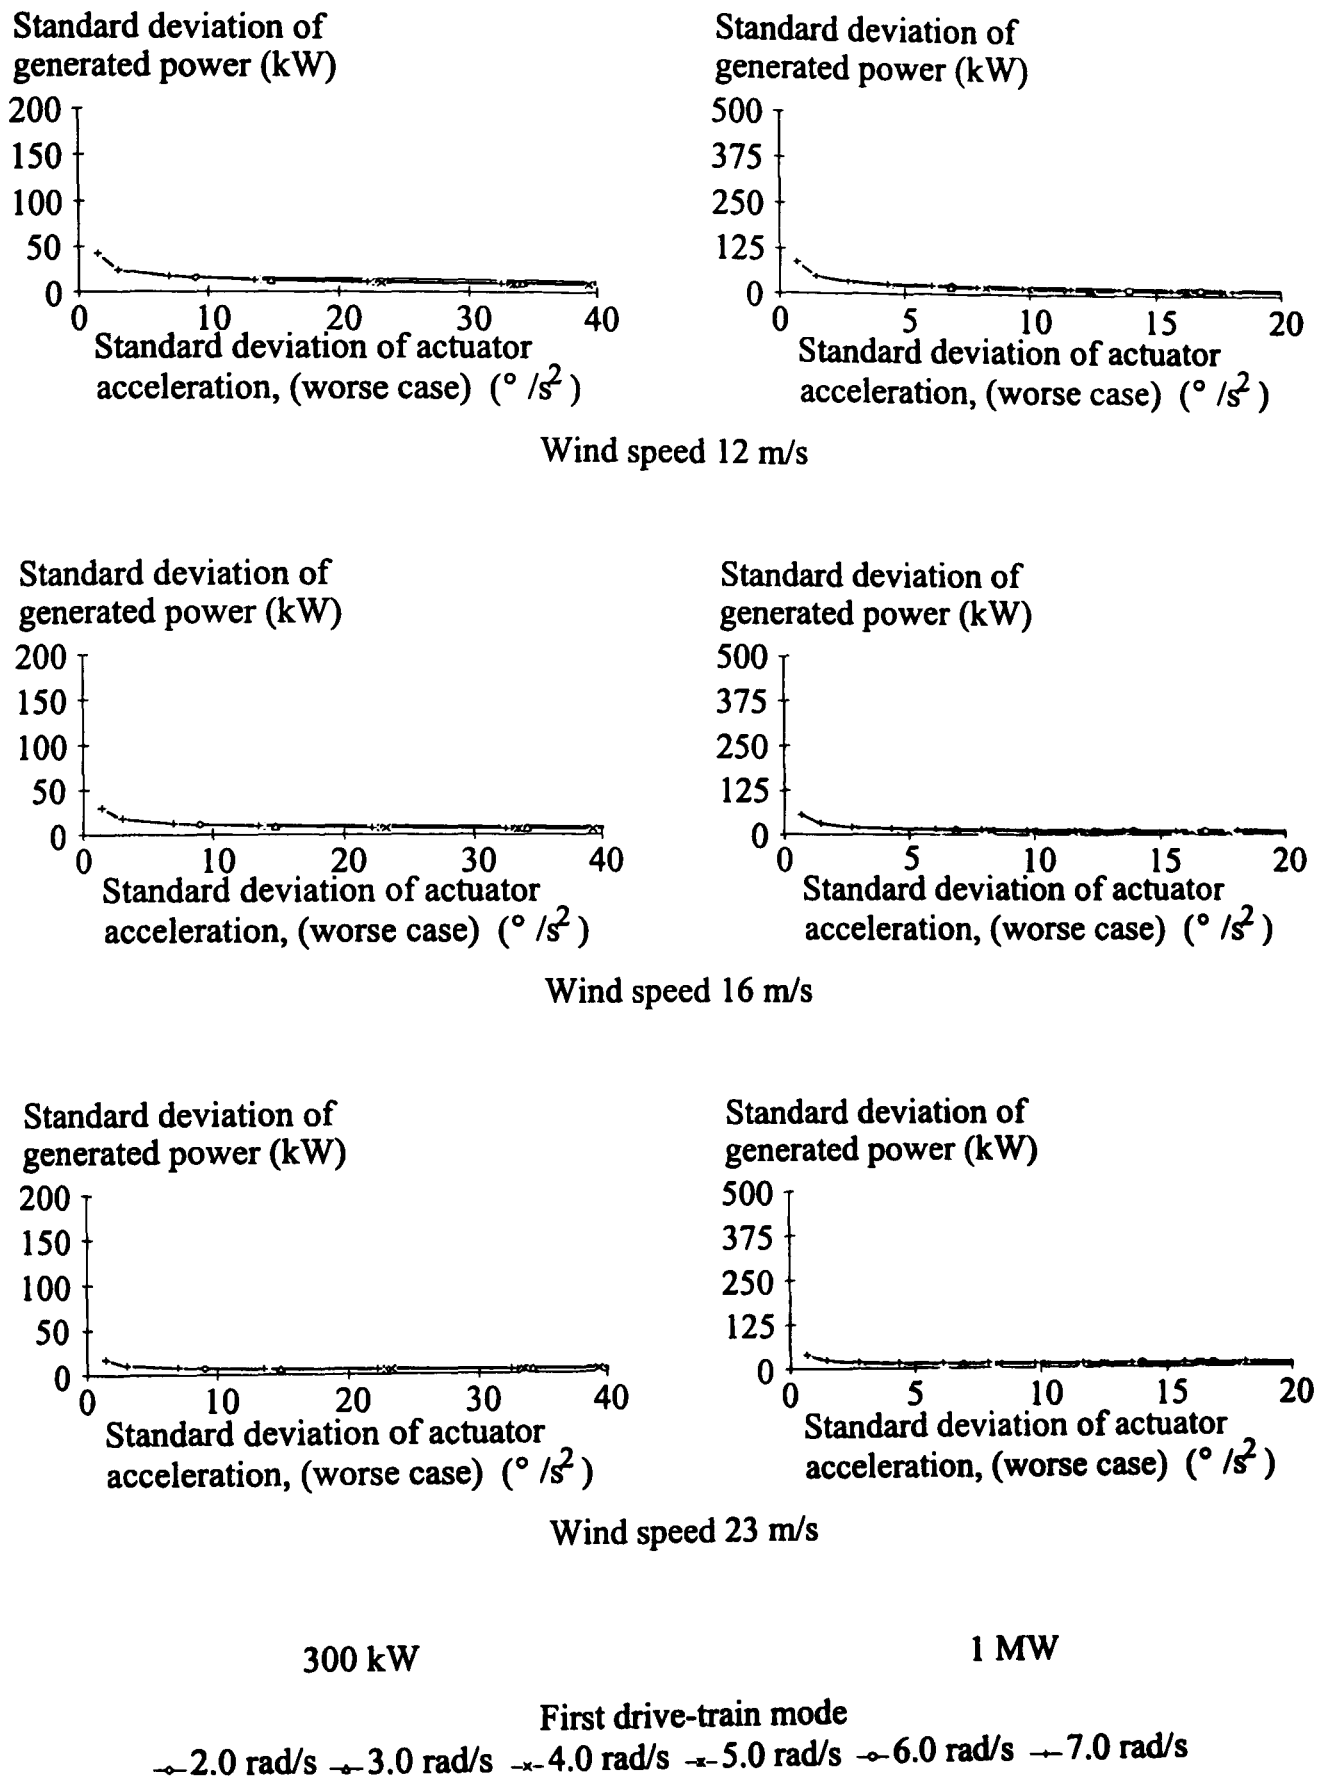 Standard deviation of
generated power (kW)
200
150
100
50
0
0 10 20 30 40
Standard deviation of actuator
acceleration, (worse case) (° /s²)
Standard deviation of
generated power (kW)
500
375
250
125
0
0 5 10 15 20
Standard deviation of actuator
acceleration, (worse case) (° /s²)
Wind speed 12 m/s
Standard deviation of
generated power (kW)
200
150
100
50
0
0 10 20 30 40
Standard deviation of actuator
acceleration, (worse case) (° /s²)
Standard deviation of
generated power (kW)
500
375
250
125
0
0 5 10 15 20
Standard deviation of actuator
acceleration, (worse case) (° /s²)
Wind speed 16 m/s
Standard deviation of
generated power (kW)
200
150
100
50
0
0 10 20 30 40
Standard deviation of actuator
acceleration, (worse case) (° /s²)
Standard deviation of
generated power (kW)
500
375
250
125
0
0 5 10 15 20
Standard deviation of actuator
acceleration, (worse case) (° /s²)
Wind speed 23 m/s
300 kW
1 MW
First drive-train mode
2.0 rad/s 3.0 rad/s 4.0 rad/s 5.0 rad/s 6.0 rad/s 7.0 rad/s